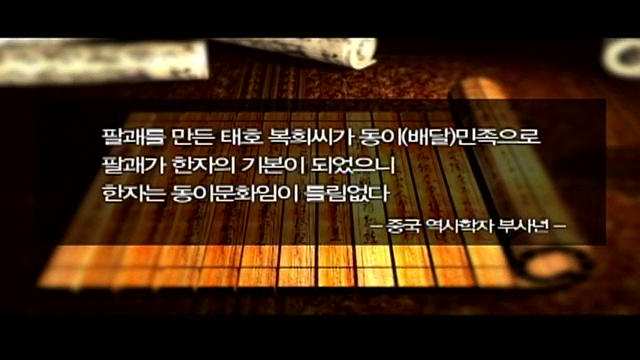 팔괘를 만든 태호 복희씨가 동이(배달)민족으로
팔괘가 한자의 기본이 되었으니
한자는 동이문화임이 틀림없다
– 중국 역사학자 부사년 –